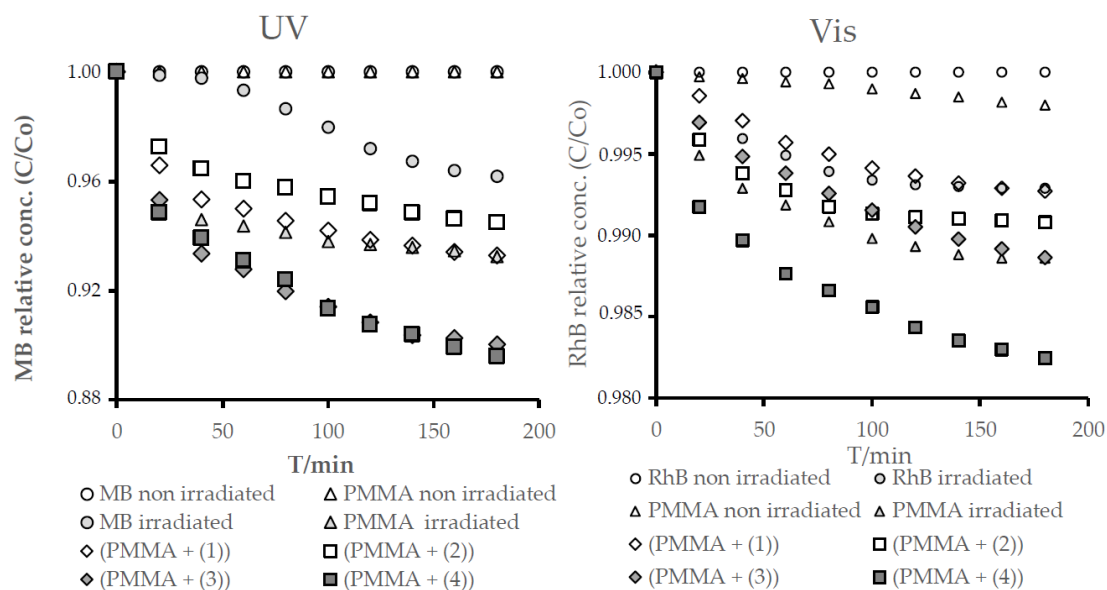 UV
MB relative conc. (C/Co)
1.00
0.96
0.92
0.88
0 50 100 150 200
T/min
○ MB non irradiated △ PMMA non irradiated
● MB irradiated ▲ PMMA irradiated
◇ (PMMA + (1)) □ (PMMA + (2))
◆ (PMMA + (3)) ■ (PMMA + (4))
Vis
RhB relative conc. (C/Co)
1.000
0.995
0.990
0.985
0.980
0 50 100 150 200
T/min
○ RhB non irradiated ● RhB irradiated
△ PMMA non irradiated ▲ PMMA irradiated
◇ (PMMA + (1)) □ (PMMA + (2))
◆ (PMMA + (3)) ■ (PMMA + (4))